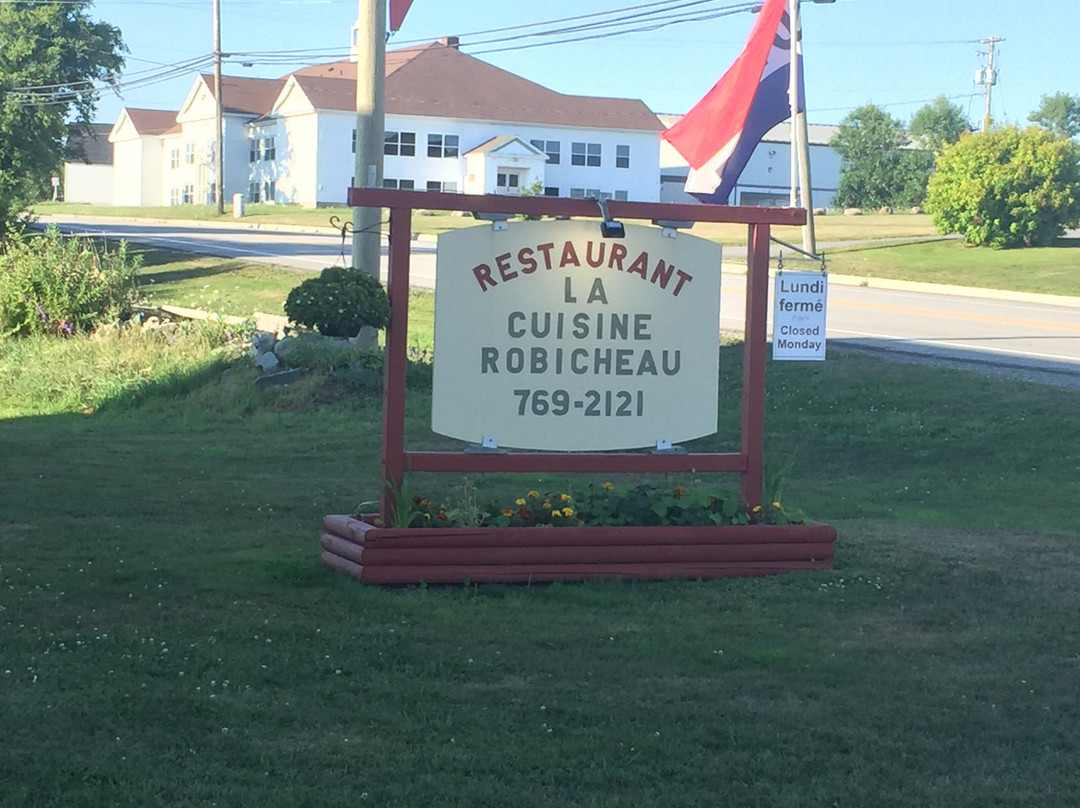 RESTAURANT
LA
CUISINE
ROBICHEAU
769-2121
Lundi
fermé
Closed
Monday